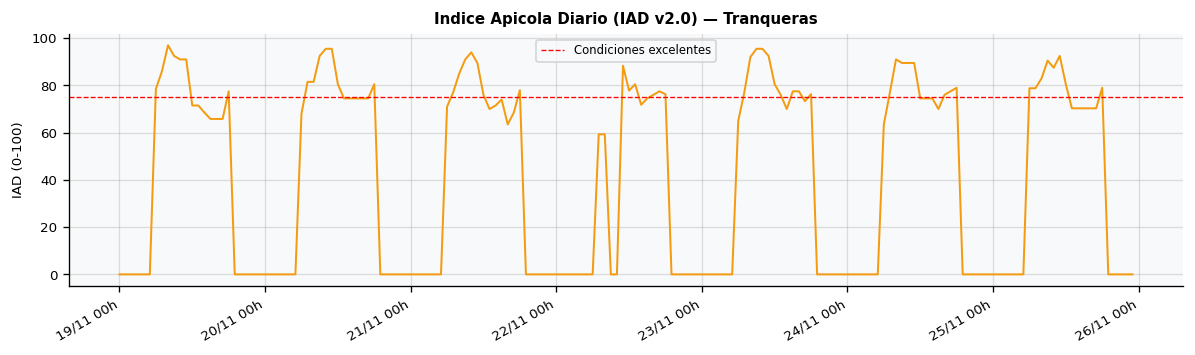 Indice Apicola Diario (IAD v2.0) — Tranqueras
Condiciones excelentes
IAD (0-100)
100
80
60
40
20
0
19/11 00h
20/11 00h
21/11 00h
22/11 00h
23/11 00h
24/11 00h
25/11 00h
26/11 00h